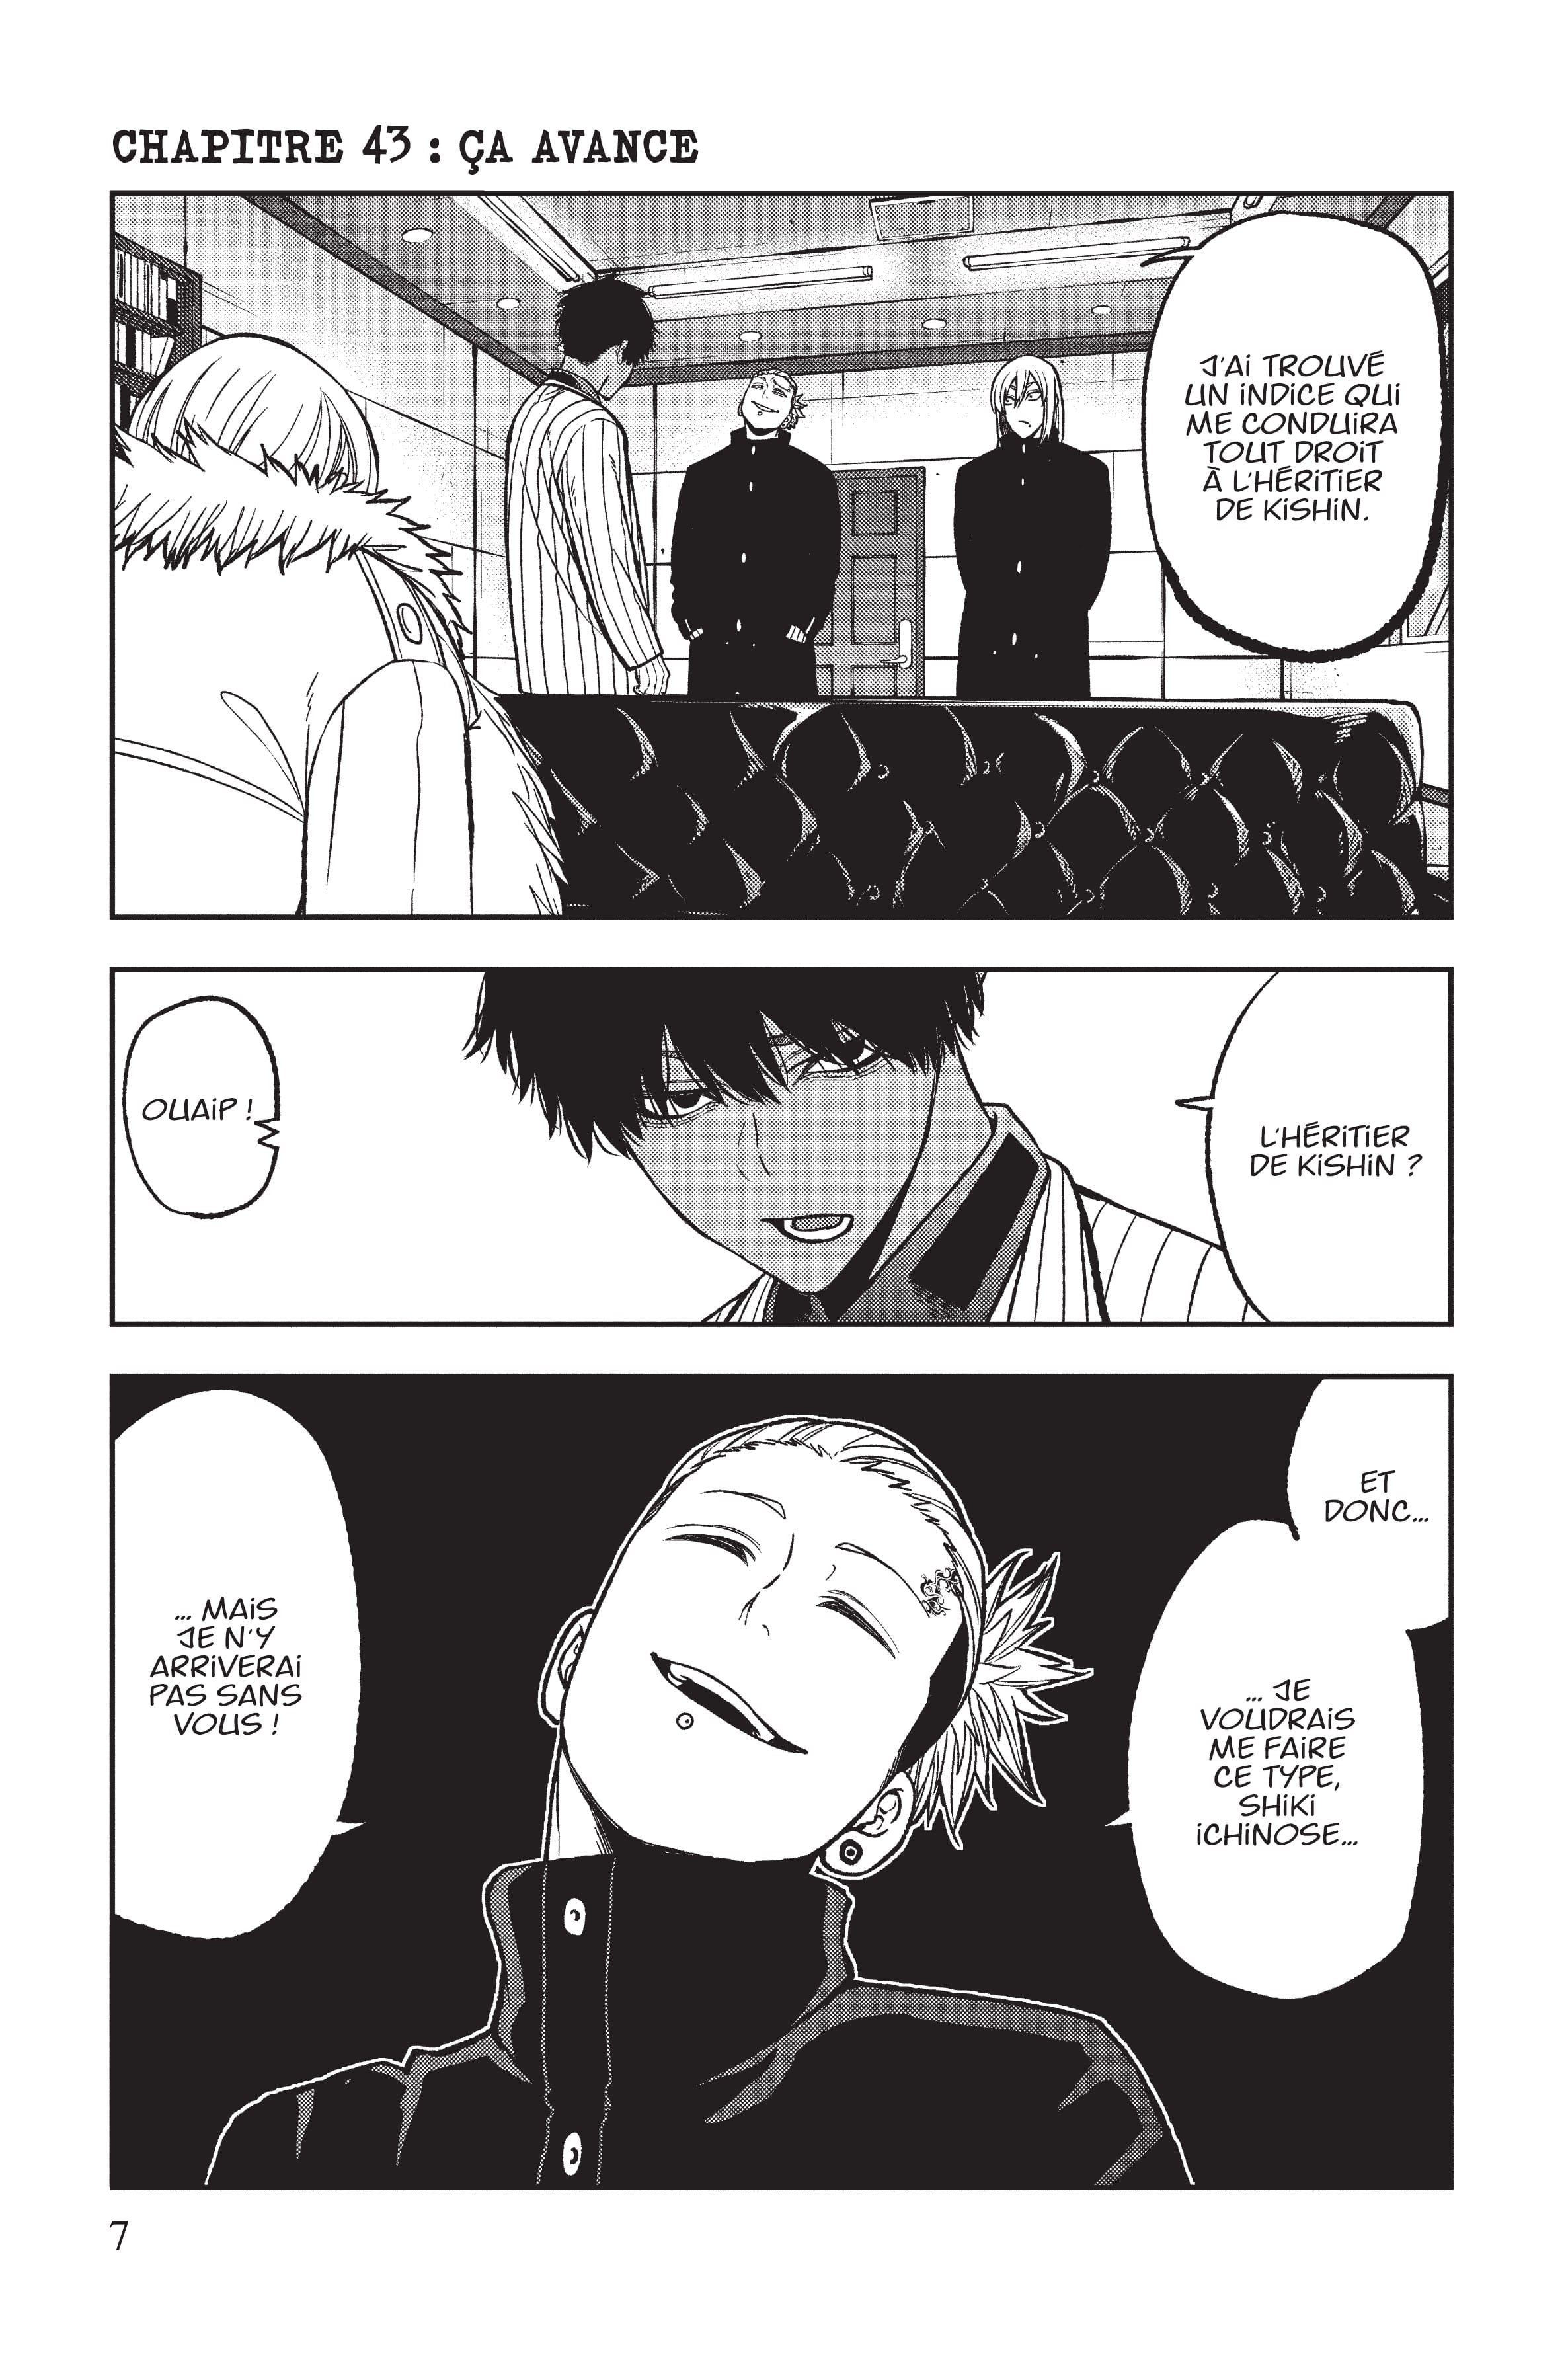 CHAPITRE 43 : ÇA AVANCE
J'AI TROUVÉ
UN INDICE QUI
ME CONDUIRA
TOUT DROIT
À L'HÉRITIER
DE KISHIN.
L'HÉRITIER
DE KISHIN ?
OUAIP !
ET
DONC...
... JE
VOUDRAIS
ME FAIRE
CE TYPE,
SHIKI
ICHINOSE...
... MAIS
JE N'Y
ARRIVERAI
PAS SANS
VOUS !
7